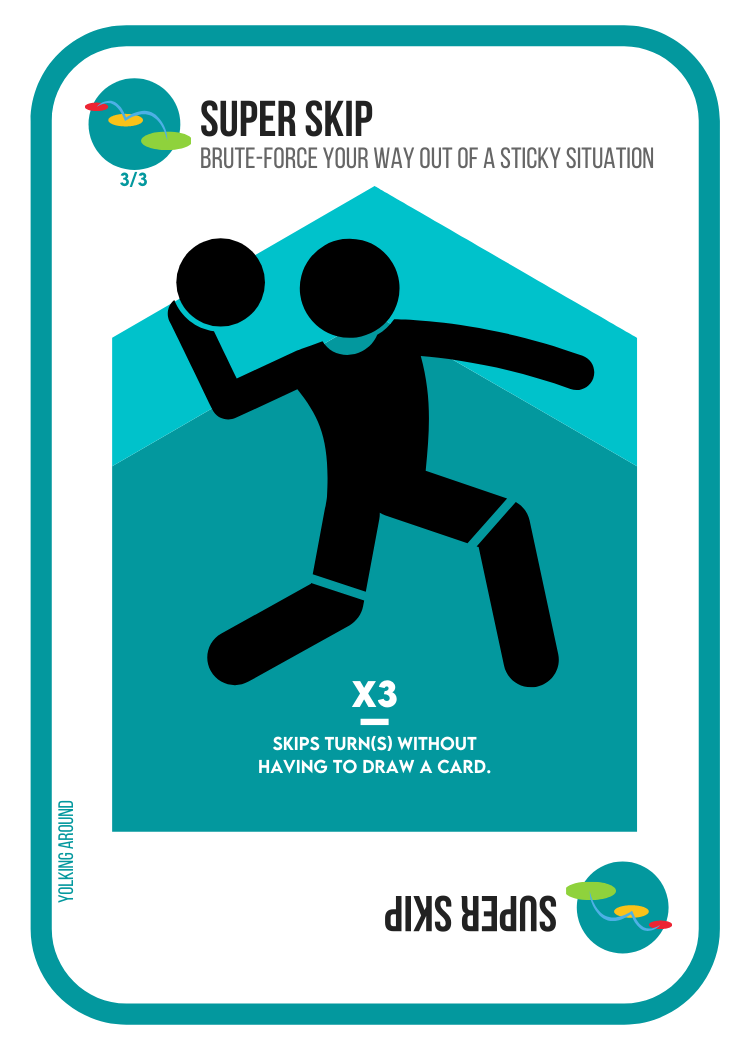 SUPER SKIP
BRUTE-FORCE YOUR WAY OUT OF A STICKY SITUATION
3/3
X3
SKIPS TURN(S) WITHOUT
HAVING TO DRAW A CARD.
YOLKING AROUND
SUPER SKIP